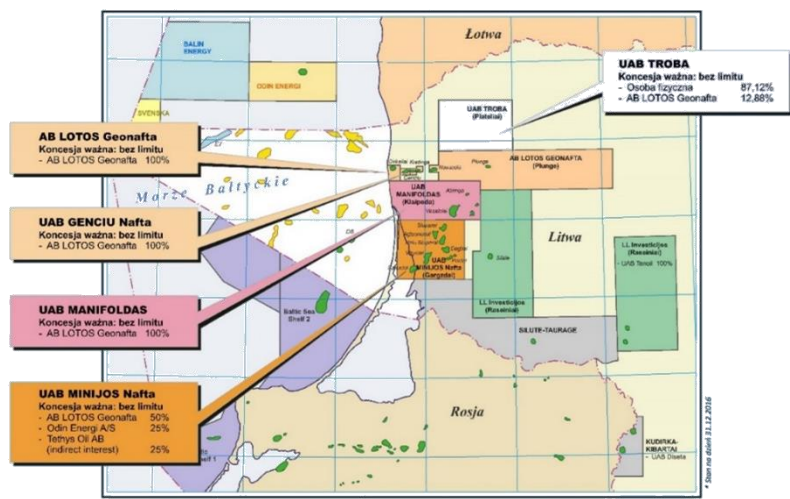 BALIN
ENERGY
ODIN ENERGI
SVENSKA
Łotwa
UAB TROBA
(Plateliai)
UAB TROBA
Koncesja ważna: bez limitu
- Osoba fizyczna 87,12%
- AB LOTOS Geonafta 12,88%
AB LOTOS Geonafta
Koncesja ważna: bez limitu
- AB LOTOS Geonafta 100%
Morze Bałtyckie
Plunge
AB LOTOS GEONAFTA
(Plunge)
UAB
MANIFOLDAS
(Klaipeda)
UAB GENCIU Nafta
Koncesja ważna: bez limitu
- AB LOTOS Geonafta 100%
Litwa
LL Investicijos
(Raseiniai)
- UAB Tensil 100%
UAB
MINIJOS Nafta
(Gargzdai)
UAB MANIFOLDAS
Koncesja ważna: bez limitu
- AB LOTOS Geonafta 100%
Baltic Sea
Shelf 2
LL Investicijos
(Raseiniai)
SILUTE-TAURAGE
UAB MINIJOS Nafta
Koncesja ważna: bez limitu
- AB LOTOS Geonafta 50%
- Odin Energi A/S 25%
- Tethys Oil AB
(indirect interest) 25%
Rosja
KUDIRKA-
KIBARTAI
- UAB Diseta
* Stan na dzień 31.12.2016